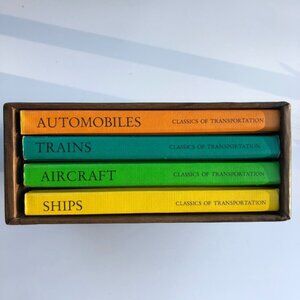 AUTOMOBILES CLASSICS OF TRANSPORTATION
TRAINS CLASSICS OF TRANSPORTATION
AIRCRAFT CLASSICS OF TRANSPORTATION
SHIPS CLASSICS OF TRANSPORTATION